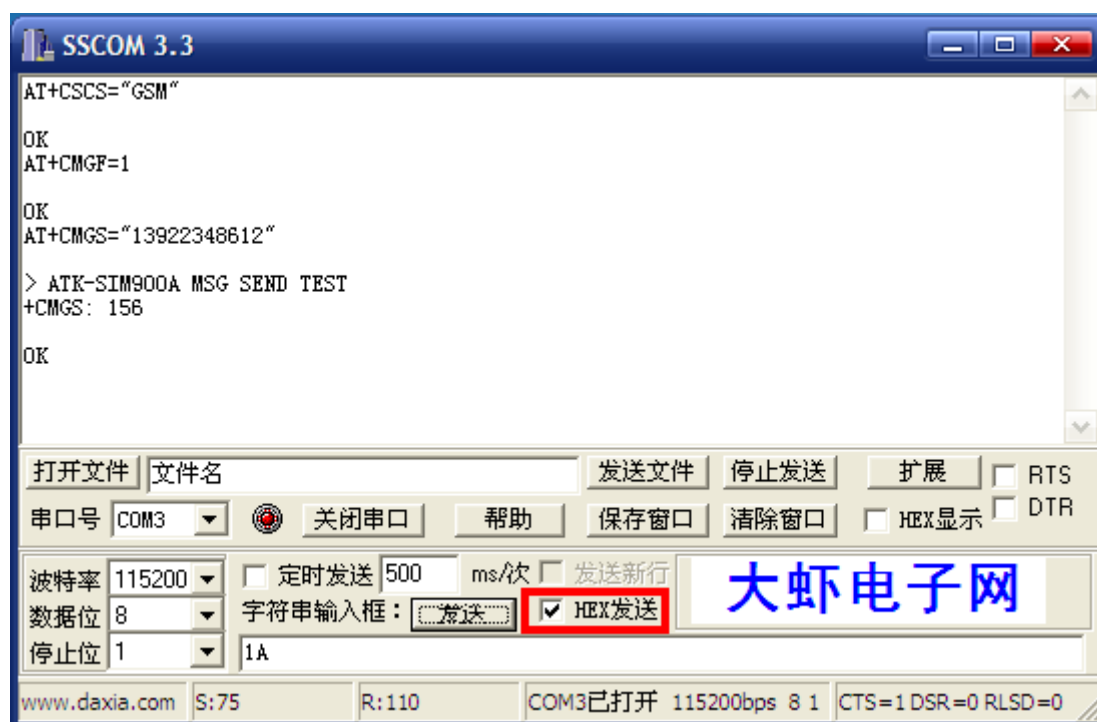 SSCOM 3.3
AT+CSCS="GSM"
OK
AT+CMGF=1
OK
AT+CMGS="13922348612"
> ATK-SIM900A MSG SEND TEST
+CMGS: 156
OK
打开文件 文件名 发送文件 停止发送 扩展 RTS
串口号 COM3 关闭串口 帮助 保存窗口 清除窗口 HEX显示 DTR
波特率 115200 定时发送 500 ms/次 发送新行 大虾电子网
数据位 8 字符串输入框： 发送 HEX发送
停止位 1 1A
www.daxia.com S:75 R:110 COM3已打开 115200bps 8 1 CTS=1 DSR=0 RLSD=0